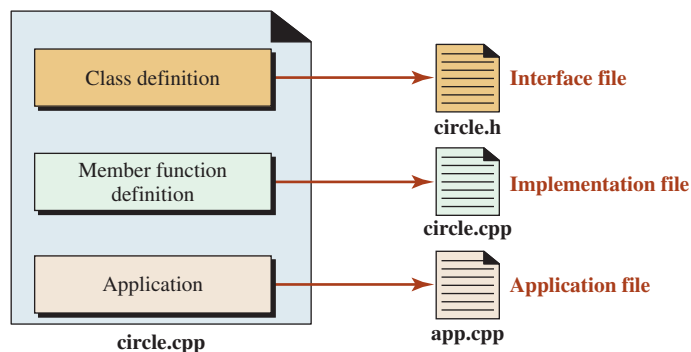 Class definition
Interface file
circle.h
Member function
definition
Implementation file
circle.cpp
Application
Application file
app.cpp
circle.cpp